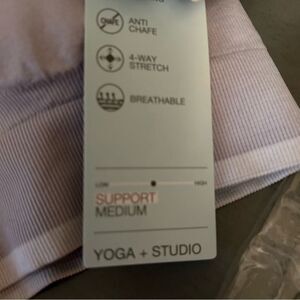 ANTI
CHAFE
CHAFE
4-WAY
STRETCH
BREATHABLE
LOW
HIGH
SUPPORT
MEDIUM
YOGA + STUDIO